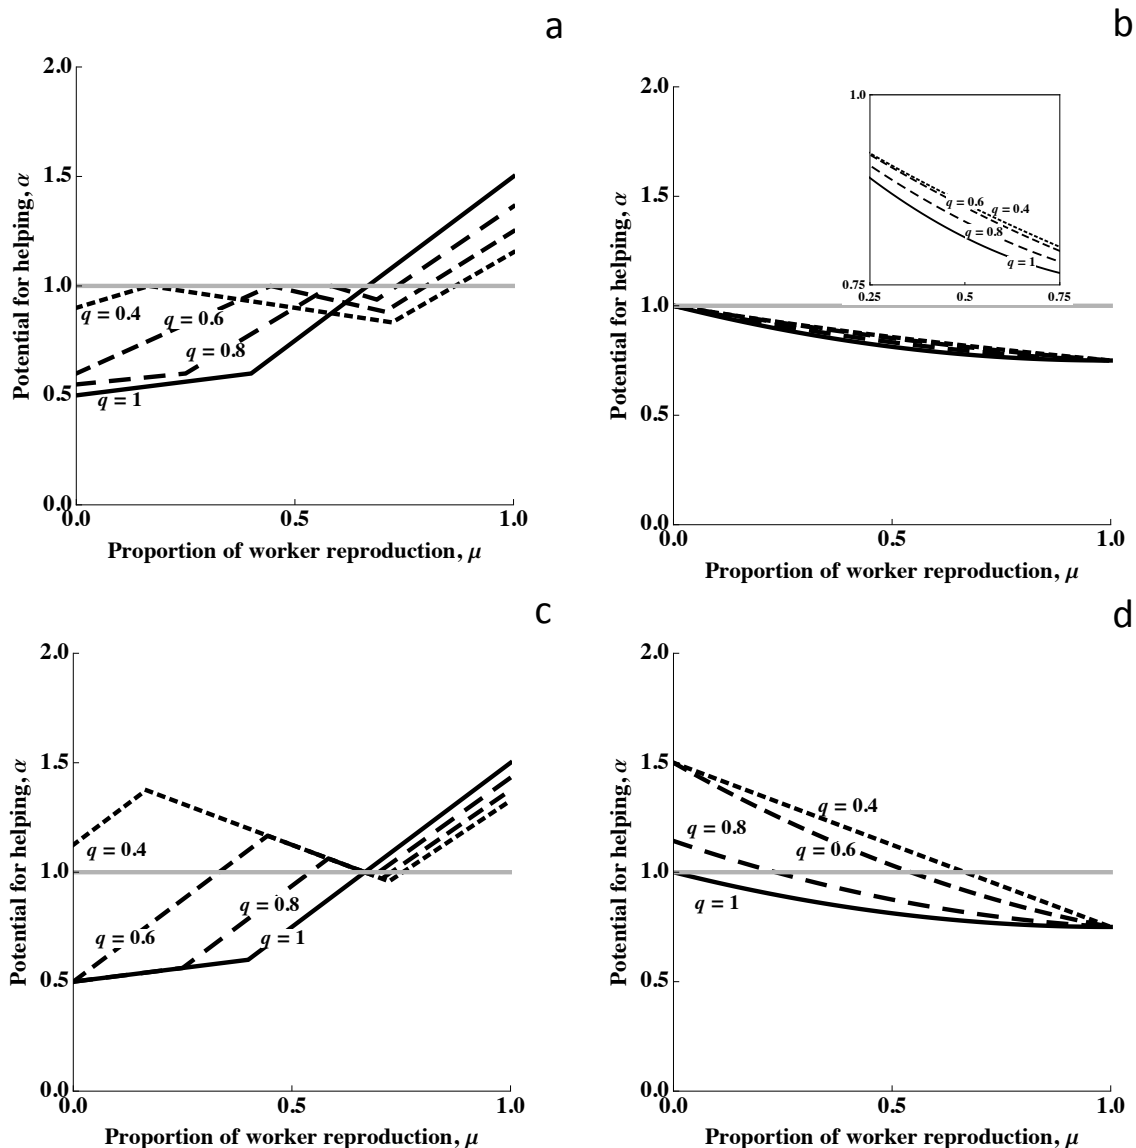 a
2.0
1.5
1.0
0.5
0.0
Potential for helping, α
q = 0.4
q = 0.6
q = 0.8
q = 1
0.0
0.5
1.0
Proportion of worker reproduction, μ
b
2.0
1.5
1.0
0.5
0.0
Potential for helping, α
1.0
0.75
q = 0.6
q = 0.4
q = 0.8
q = 1
0.25
0.5
0.75
0.0
0.5
1.0
Proportion of worker reproduction, μ
c
2.0
1.5
1.0
0.5
0.0
Potential for helping, α
q = 0.4
q = 0.8
q = 0.6
q = 1
0.0
0.5
1.0
Proportion of worker reproduction, μ
d
2.0
1.5
1.0
0.5
0.0
Potential for helping, α
q = 0.4
q = 0.8
q = 0.6
q = 1
0.0
0.5
1.0
Proportion of worker reproduction, μ